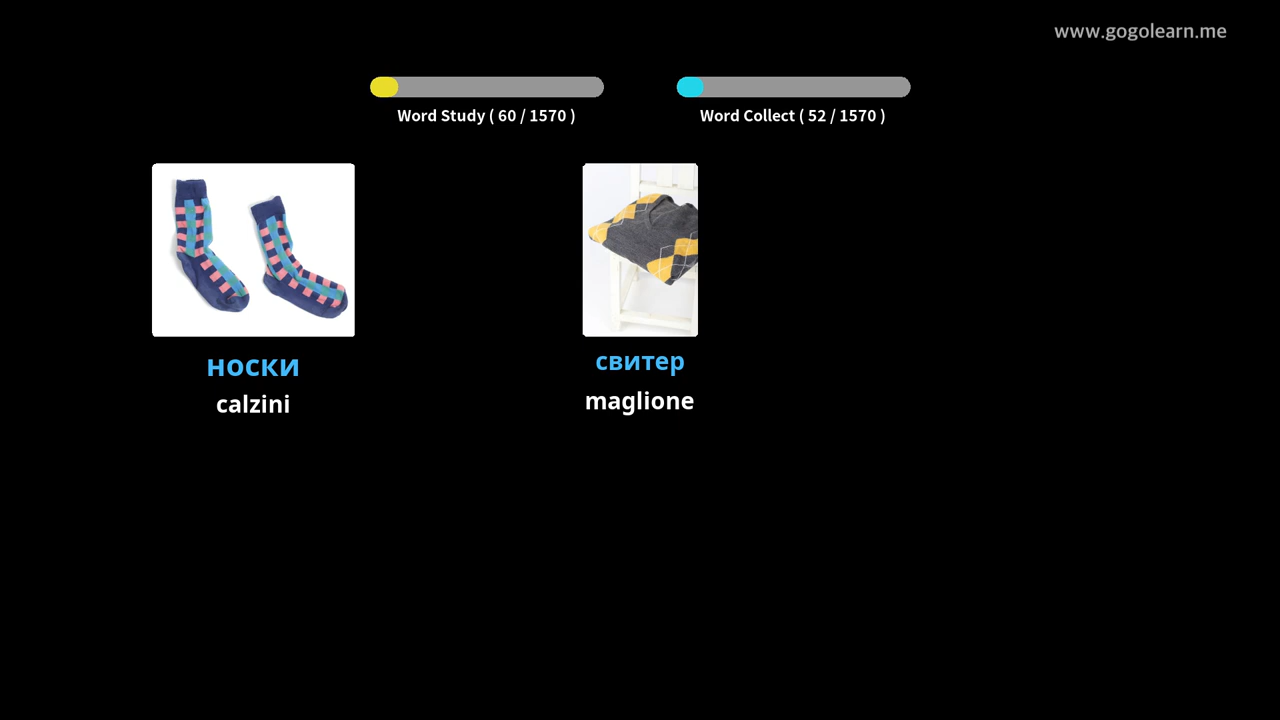 www.gogolearn.me
Word Study ( 60 / 1570 )
Word Collect ( 52 / 1570 )
носки
calzini
свитер
maglione